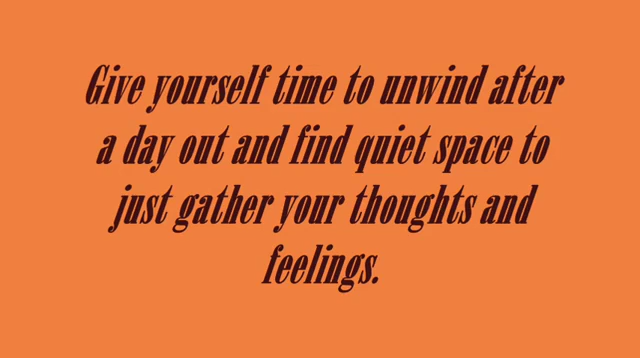 Give yourself time to unwind after
a day out and find quiet space to
just gather your thoughts and
feelings.